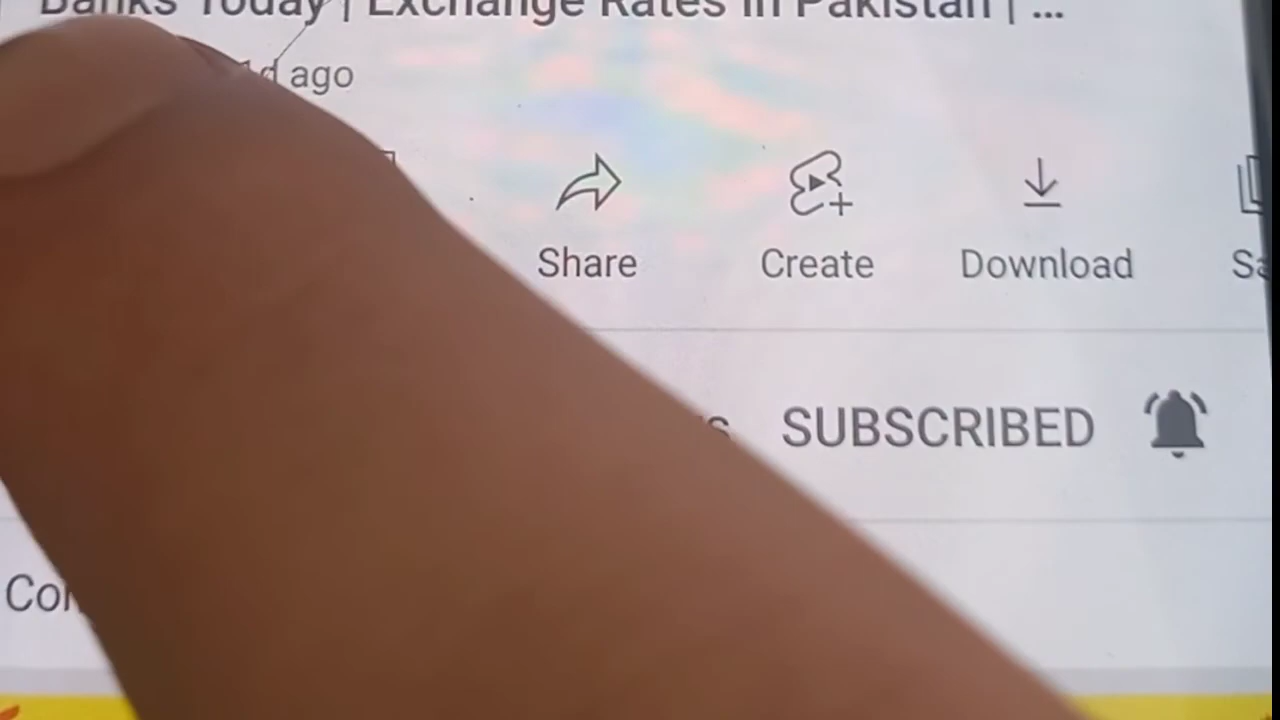 Banks Today | Exchange Rates in Pakistan | ...
ago
Share Create Download
SUBSCRIBED